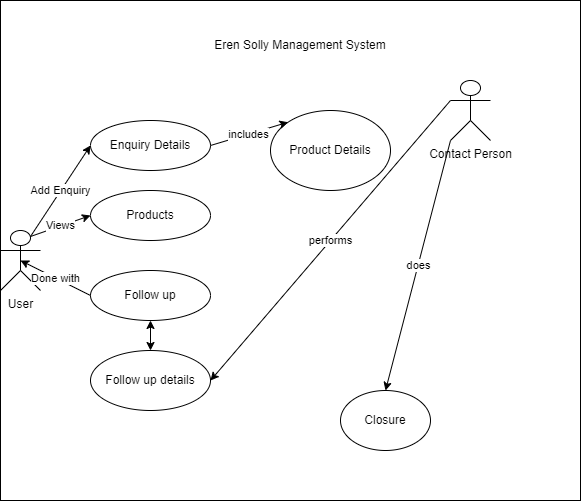 Eren Solly Management System
Enquiry Details
includes
Product Details
Contact Person
Add Enquiry
Products
Views
performs
does
Done with
Follow up
User
Follow up details
Closure